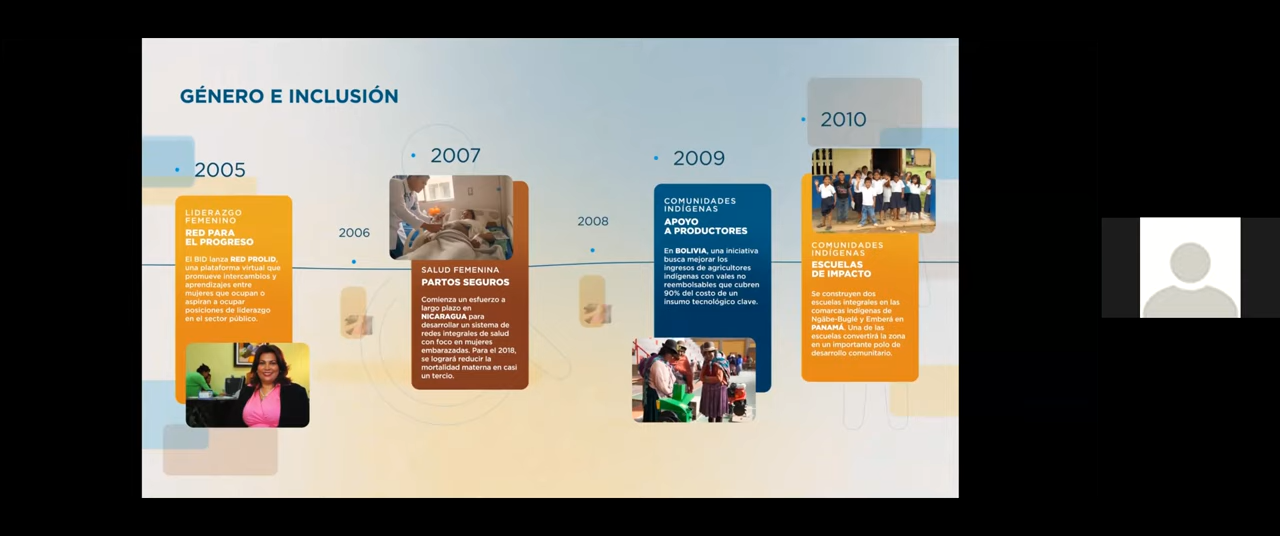 GÉNERO E INCLUSIÓN
2005
LIDERAZGO
FEMENINO
RED PARA
EL PROGRESO
El BID lanza RED PROLID,
una plataforma virtual que
promueve intercambios y
aprendizajes entre
mujeres que ocupan o
aspiran a ocupar
posiciones de liderazgo
en el sector público.
2006
2007
SALUD FEMENINA
PARTOS SEGUROS
Comienza un esfuerzo a
largo plazo en
NICARAGUA para
desarrollar un sistema de
redes integrales de salud
con foco en mujeres
embarazadas. Para el 2018,
se logrará reducir la
mortalidad materna en casi
un tercio.
2008
2009
COMUNIDADES
INDÍGENAS
APOYO
A PRODUCTORES
En BOLIVIA, una iniciativa
busca mejorar los
ingresos de agricultores
indígenas con vales no
reembolsables que cubren
90% del costo de un
insumo tecnológico clave.
2010
COMUNIDADES
INDÍGENAS
ESCUELAS
DE IMPACTO
Se construyen dos
escuelas integrales en las
comarcas indígenas de
Ngäbe-Buglé y Emberá en
PANAMÁ. Una de las
escuelas convertirá la zona
en un importante polo de
desarrollo comunitario.